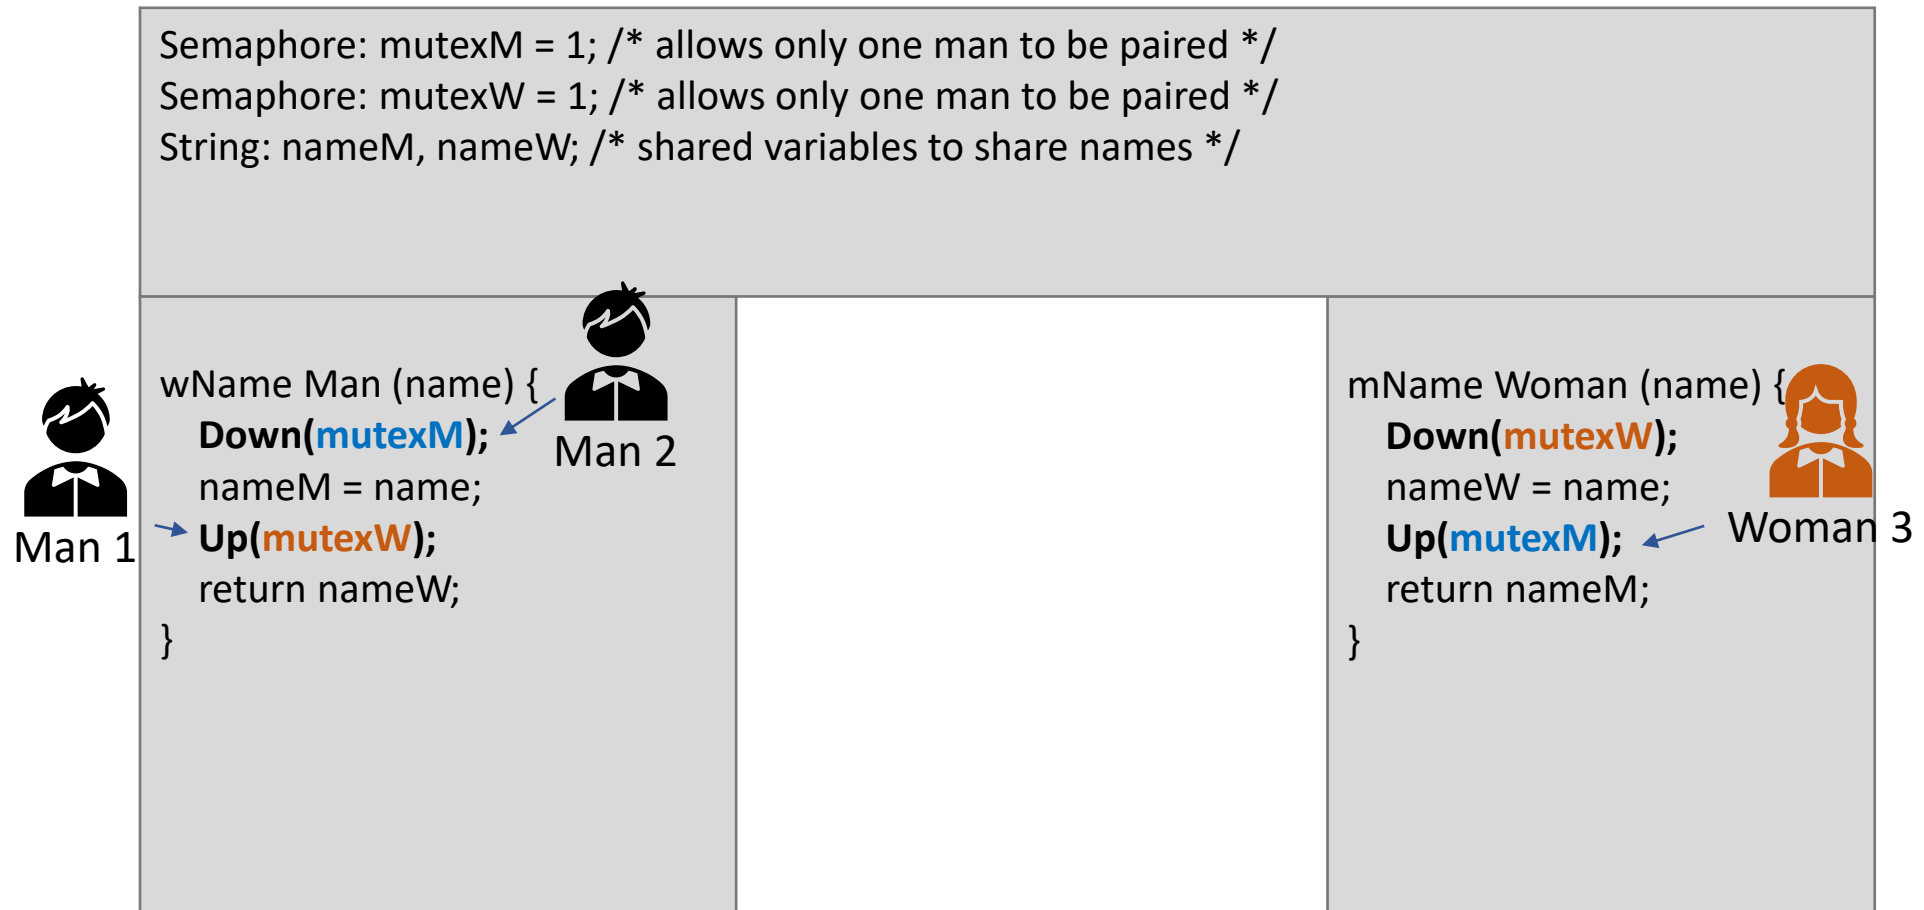 Semaphore: mutexM = 1; /* allows only one man to be paired */
Semaphore: mutexW = 1; /* allows only one man to be paired */
String: nameM, nameW; /* shared variables to share names */
wName Man (name) {
Down(mutexM);
nameM = name;
Up(mutexW);
return nameW;
}
Man 1
Man 2
mName Woman (name) {
Down(mutexW);
nameW = name;
Up(mutexM);
return nameM;
}
Woman 3